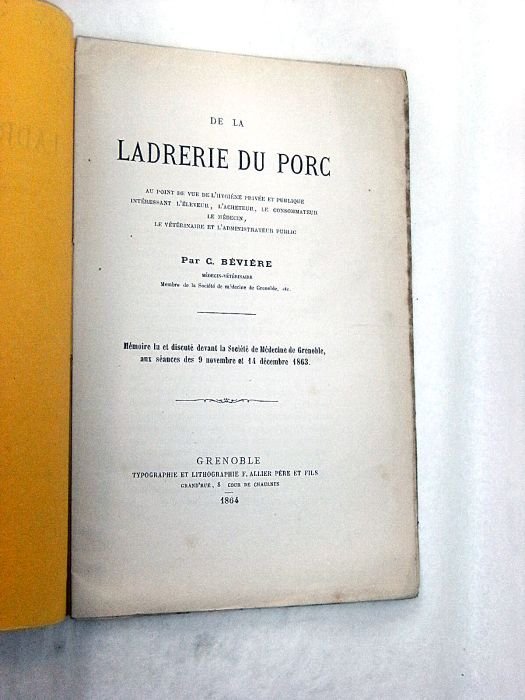 DE LA
LADRERIE DU PORC
AU POINT DE VUE DE L'HYGIÈNE PRIVÉE ET PUBLIQUE
INTÉRESSANT L'ÉLEVEUR, L'ACHETEUR, LE CONSOMMATEUR
LE MÉDECIN,
LE VÉTÉRINAIRE ET L'ADMINISTRATEUR PUBLIC
Par C. BÉVIÈRE
MÉDECIN-VÉTÉRINAIRE
Membre de la Société de médecine de Grenoble, etc.
Mémoire lu et discuté devant la Société de Médecine de Grenoble,
aux séances des 9 novembre et 14 décembre 1863.
GRENOBLE
TYPOGRAPHIE ET LITHOGRAPHIE F. ALLIER PÈRE ET FILS
GRAND'RUE, 8 COUR DE CHAULNES
1864